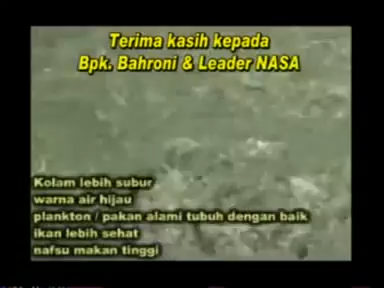 Terima kasih kepada
Bpk. Bahroni & Leader NASA
Kolam lebih subur
warna air hijau
plankton / pakan alami tubuh dengan baik
ikan lebih sehat
nafsu makan tinggi